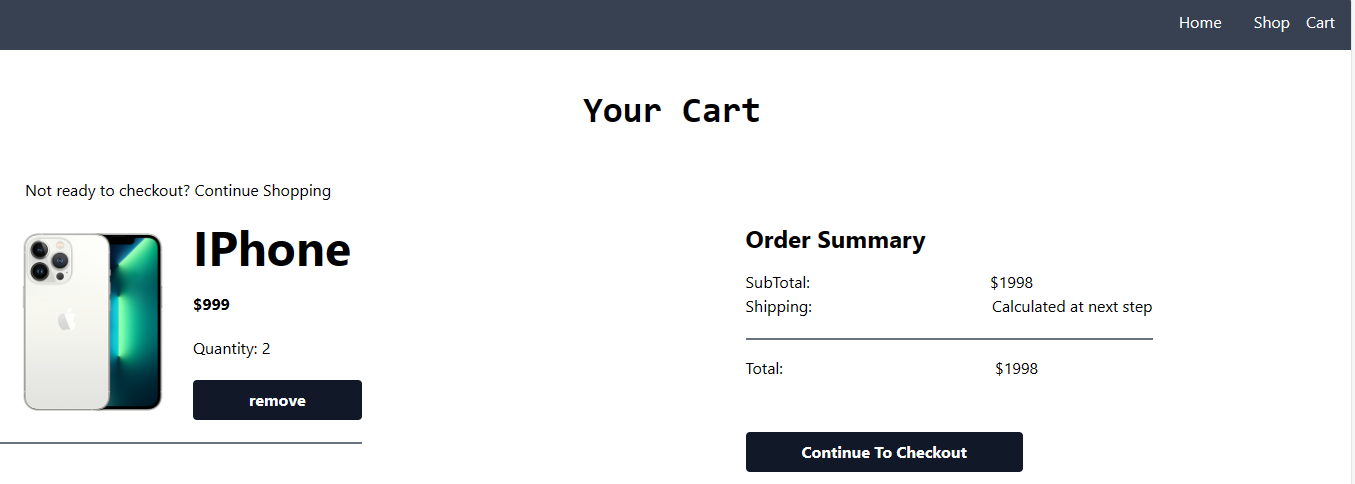 Home Shop Cart
Your Cart
Not ready to checkout? Continue Shopping
IPhone
$999
Quantity: 2
remove
Order Summary
SubTotal: $1998
Shipping: Calculated at next step
Total: $1998
Continue To Checkout